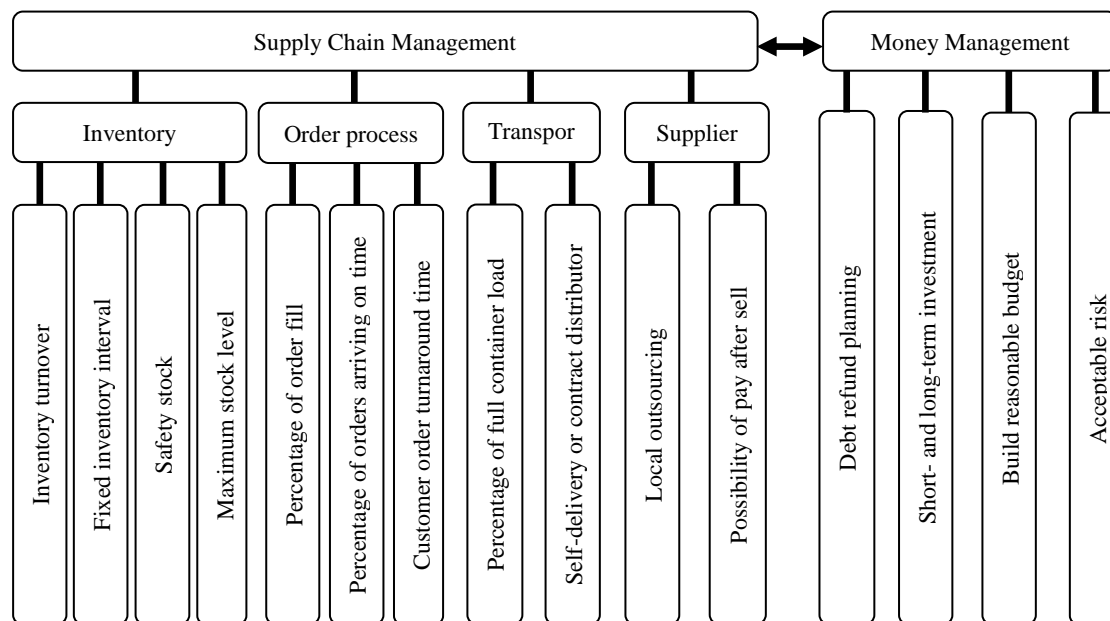 Supply Chain Management
Money Management
Inventory
Order process
Transpor
Supplier
Inventory turnover
Fixed inventory interval
Safety stock
Maximum stock level
Percentage of order fill
Percentage of orders arriving on time
Customer order turnaround time
Percentage of full container load
Self-delivery or contract distributor
Local outsourcing
Possibility of pay after sell
Debt refund planning
Short- and long-term investment
Build reasonable budget
Acceptable risk